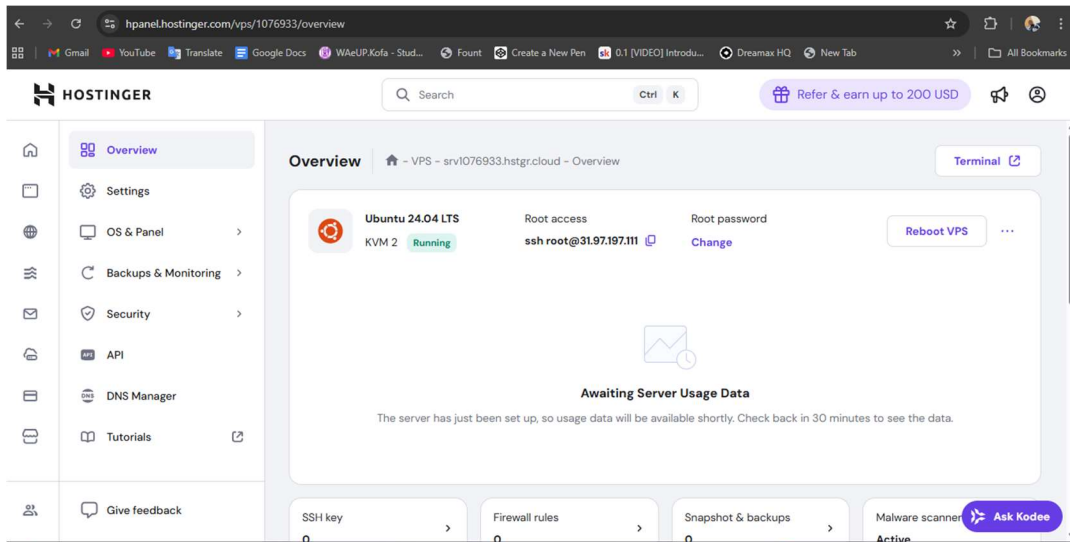 hpanel.hostinger.com/vps/1076933/overview
Gmail YouTube Translate Google Docs WAeUP.Kofa - Stud... Fount Create a New Pen sk 0.1 [VIDEO] Introdu... Dreamax HQ New Tab » All Bookmarks
HOSTINGER
Search Ctrl K
Refer & earn up to 200 USD
Overview
Settings
OS & Panel
Backups & Monitoring
Security
API API
DNS DNS Manager
Tutorials
Give feedback
Overview - VPS - srv1076933.hstgr.cloud - Overview
Terminal
Ubuntu 24.04 LTS
KVM 2 Running
Root access
ssh root@31.97.197.111
Root password
Change
Reboot VPS
Awaiting Server Usage Data
The server has just been set up, so usage data will be available shortly. Check back in 30 minutes to see the data.
SSH key
0
Firewall rules
0
Snapshot & backups
0
Malware scanner
Active
Ask Kodee